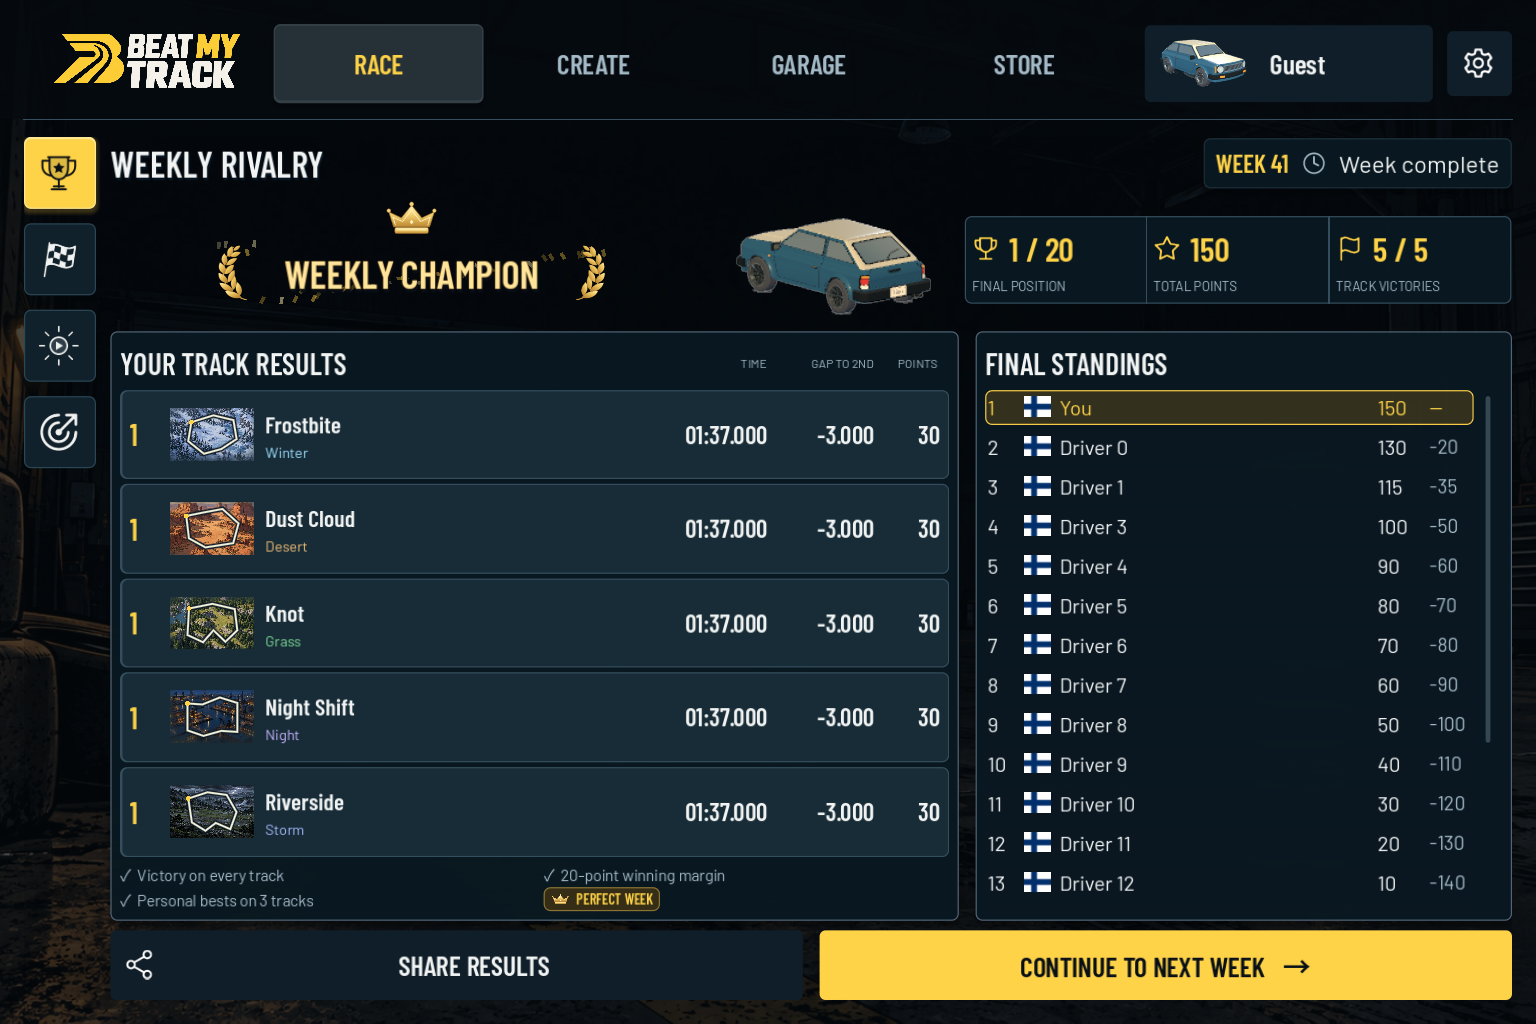 BEAT MY TRACK
RACE
CREATE
GARAGE
STORE
Guest
WEEKLY RIVALRY
WEEK 41 Week complete
WEEKLY CHAMPION
1 / 20
FINAL POSITION
150
TOTAL POINTS
5 / 5
TRACK VICTORIES
YOUR TRACK RESULTS TIME GAP TO 2ND POINTS
1 Frostbite 01:37.000 -3.000 30
Winter
1 Dust Cloud 01:37.000 -3.000 30
Desert
1 Knot 01:37.000 -3.000 30
Grass
1 Night Shift 01:37.000 -3.000 30
Night
1 Riverside 01:37.000 -3.000 30
Storm
✓ Victory on every track
✓ 20-point winning margin
✓ Personal bests on 3 tracks
PERFECT WEEK
FINAL STANDINGS
1 You 150 –
2 Driver 0 130 -20
3 Driver 1 115 -35
4 Driver 3 100 -50
5 Driver 4 90 -60
6 Driver 5 80 -70
7 Driver 6 70 -80
8 Driver 7 60 -90
9 Driver 8 50 -100
10 Driver 9 40 -110
11 Driver 10 30 -120
12 Driver 11 20 -130
13 Driver 12 10 -140
SHARE RESULTS
CONTINUE TO NEXT WEEK →